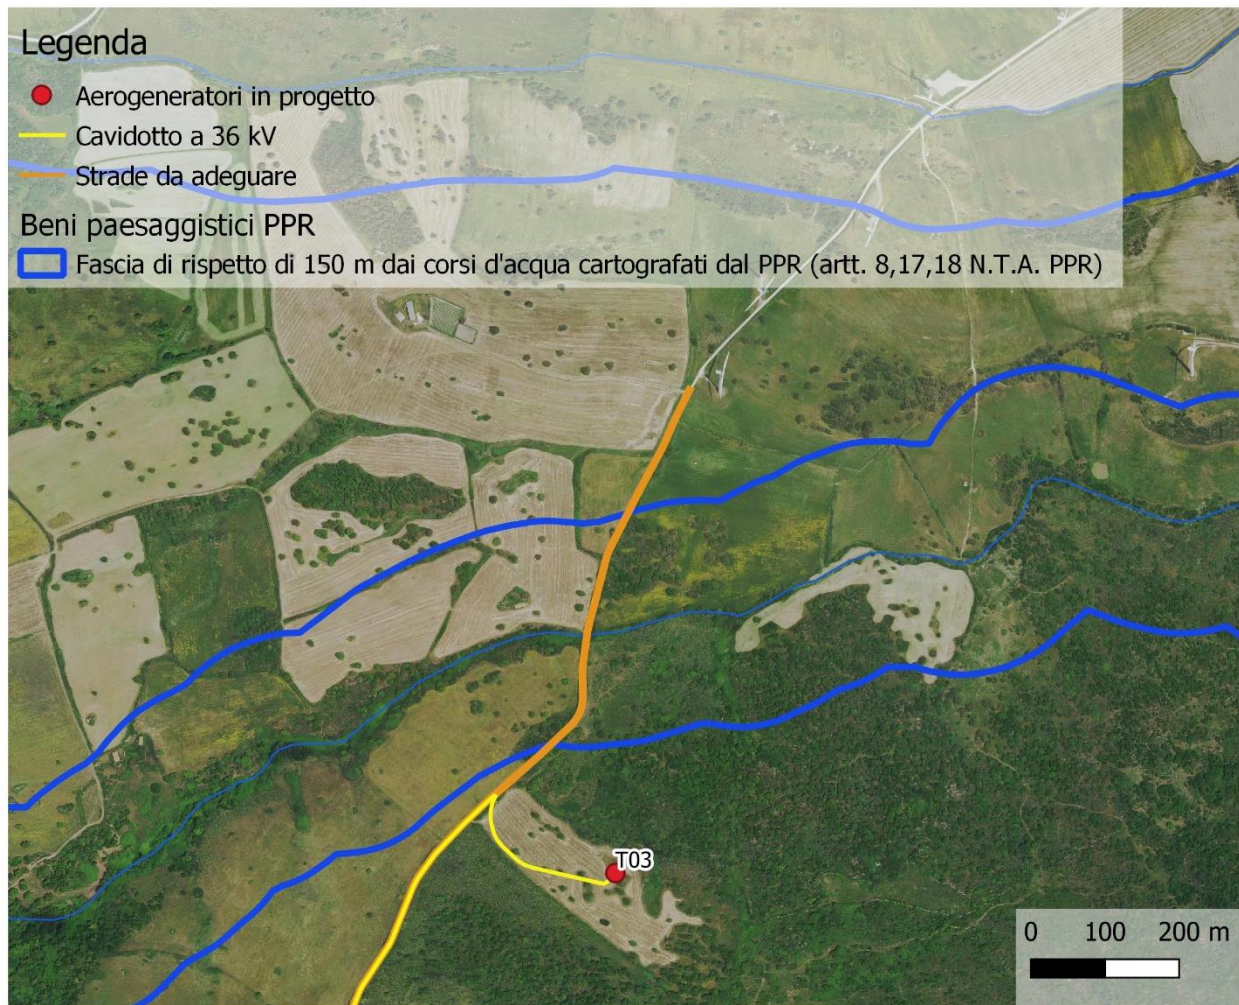 Legenda
Aerogeneratori in progetto
Cavidotto a 36 kV
Strade da adeguare
Beni paesaggistici PPR
Fascia di rispetto di 150 m dai corsi d'acqua cartografati dal PPR (artt. 8,17,18 N.T.A. PPR)
T03
0 100 200 m